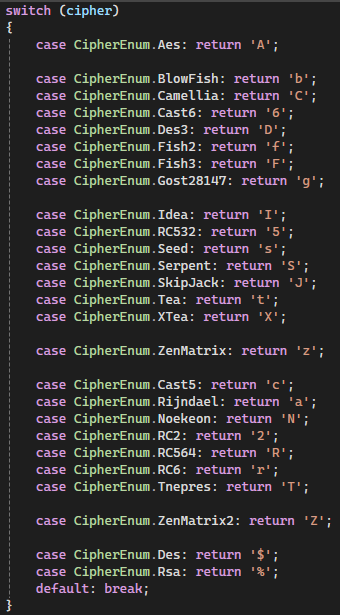 switch (cipher)
{
case CipherEnum.Aes: return 'A';
case CipherEnum.BlowFish: return 'b';
case CipherEnum.Camellia: return 'C';
case CipherEnum.Cast6: return '6';
case CipherEnum.Des3: return 'D';
case CipherEnum.Fish2: return 'f';
case CipherEnum.Fish3: return 'F';
case CipherEnum.Gost28147: return 'g';
case CipherEnum.Idea: return 'I';
case CipherEnum.RC532: return '5';
case CipherEnum.Seed: return 's';
case CipherEnum.Serpent: return 'S';
case CipherEnum.SkipJack: return 'J';
case CipherEnum.Tea: return 't';
case CipherEnum.XTea: return 'X';
case CipherEnum.ZenMatrix: return 'z';
case CipherEnum.Cast5: return 'c';
case CipherEnum.Rijndael: return 'a';
case CipherEnum.Noekeon: return 'N';
case CipherEnum.RC2: return '2';
case CipherEnum.RC564: return 'R';
case CipherEnum.RC6: return 'r';
case CipherEnum.Tnepres: return 'T';
case CipherEnum.ZenMatrix2: return 'Z';
case CipherEnum.Des: return '$';
case CipherEnum.Rsa: return '%';
default: break;
}